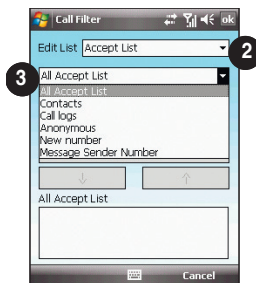 Call Filter
ok
Edit List Accept List
2
3
All Accept List
All Accept List
Contacts
Call logs
Anonymous
New number
Message Sender Number
All Accept List
Cancel